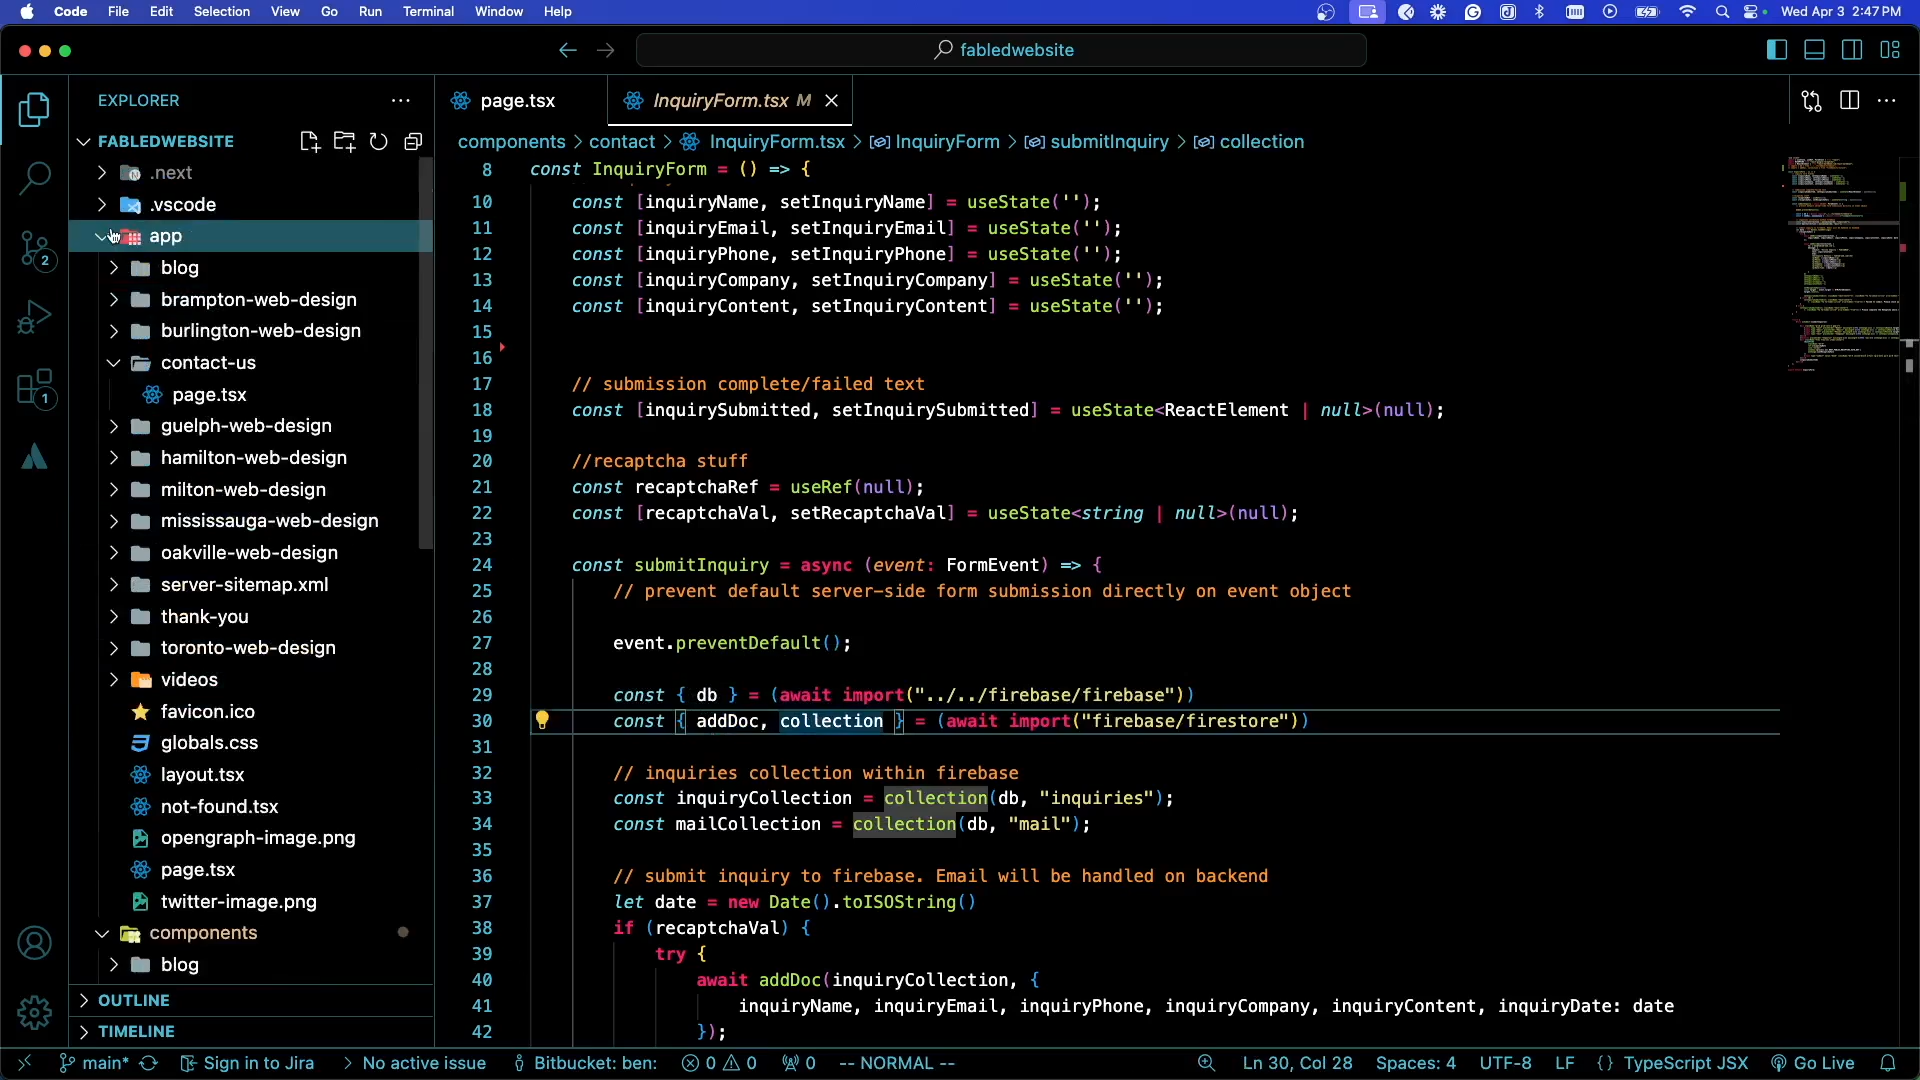 Code File Edit Selection View Go Run Terminal Window Help
Wed Apr 3 2:47 PM
fabledwebsite
EXPLORER
FABLEDWEBSITE
.next
.vscode
app
blog
brampton-web-design
burlington-web-design
contact-us
page.tsx
guelph-web-design
hamilton-web-design
milton-web-design
mississauga-web-design
oakville-web-design
server-sitemap.xml
thank-you
toronto-web-design
videos
favicon.ico
globals.css
layout.tsx
not-found.tsx
opengraph-image.png
page.tsx
twitter-image.png
components
blog
OUTLINE
TIMELINE
2
1
page.tsx
InquiryForm.tsx M
components > contact > InquiryForm.tsx > InquiryForm > submitInquiry > collection
8 const InquiryForm = () => {
10 const [inquiryName, setInquiryName] = useState('');
11 const [inquiryEmail, setInquiryEmail] = useState('');
12 const [inquiryPhone, setInquiryPhone] = useState('');
13 const [inquiryCompany, setInquiryCompany] = useState('');
14 const [inquiryContent, setInquiryContent] = useState('');
15
16
17 // submission complete/failed text
18 const [inquirySubmitted, setInquirySubmitted] = useState<ReactElement | null>(null);
19
20 //recaptcha stuff
21 const recaptchaRef = useRef(null);
22 const [recaptchaVal, setRecaptchaVal] = useState<string | null>(null);
23
24 const submitInquiry = async (event: FormEvent) => {
25 // prevent default server-side form submission directly on event object
26
27 event.preventDefault();
28
29 const { db } = (await import("../../firebase/firebase"))
30 const { addDoc, collection } = (await import("firebase/firestore"))
31
32 // inquiries collection within firebase
33 const inquiryCollection = collection(db, "inquiries");
34 const mailCollection = collection(db, "mail");
35
36 // submit inquiry to firebase. Email will be handled on backend
37 let date = new Date().toISOString()
38 if (recaptchaVal) {
39 try {
40 await addDoc(inquiryCollection, {
41 inquiryName, inquiryEmail, inquiryPhone, inquiryCompany, inquiryContent, inquiryDate: date
42 });
main* Sign in to Jira > No active issue Bitbucket: ben: 0 0 0 -- NORMAL -- Ln 30, Col 28 Spaces: 4 UTF-8 LF {} TypeScript JSX Go Live